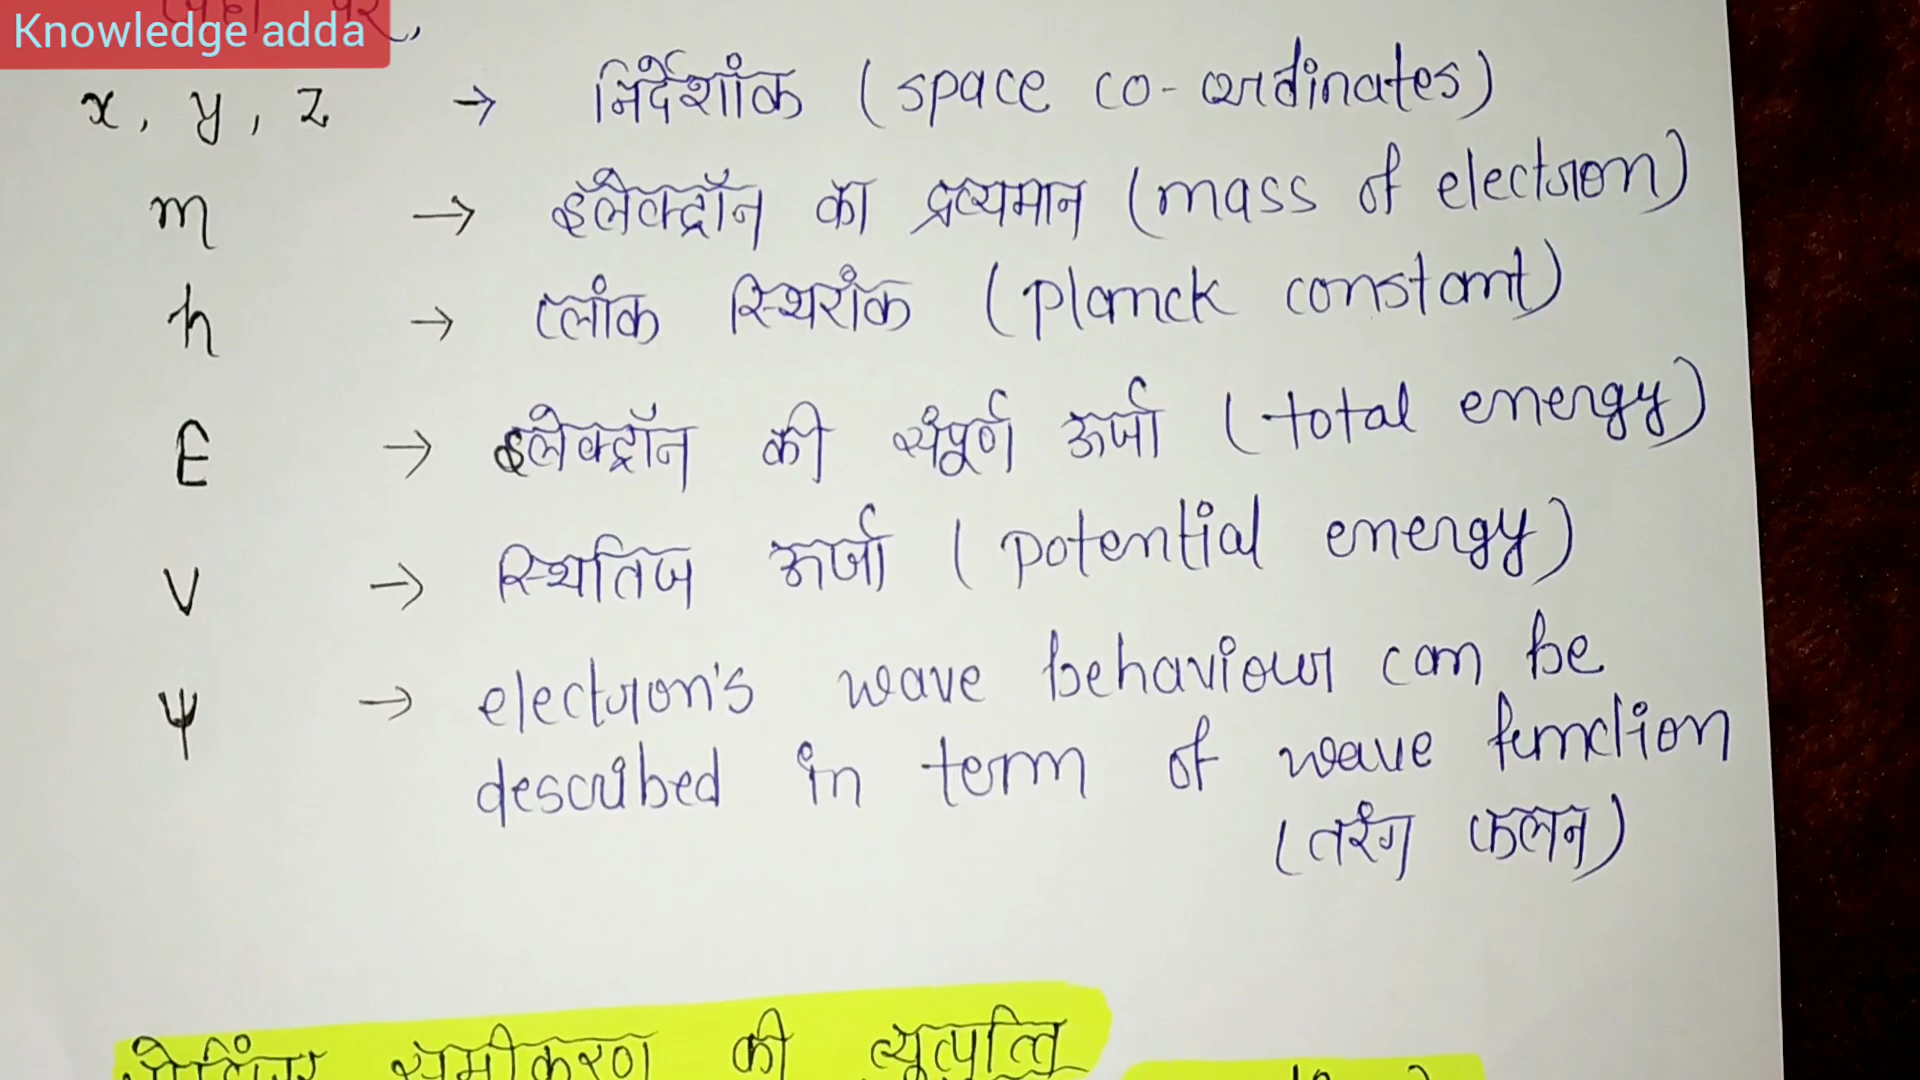 Knowledge adda
x, y, z → निर्देशांक (space co-ordinates)
m → इलेक्ट्रॉन का द्रव्यमान (mass of electron)
h → प्लांक स्थिरांक (planck constant)
E → इलेक्ट्रॉन की संपूर्ण ऊर्जा (total energy)
V → स्थितिज ऊर्जा (potential energy)
Ψ → electron's wave behaviour can be
described in term of wave function
(तरंग फलन)
समीकरण की व्युत्पत्ति